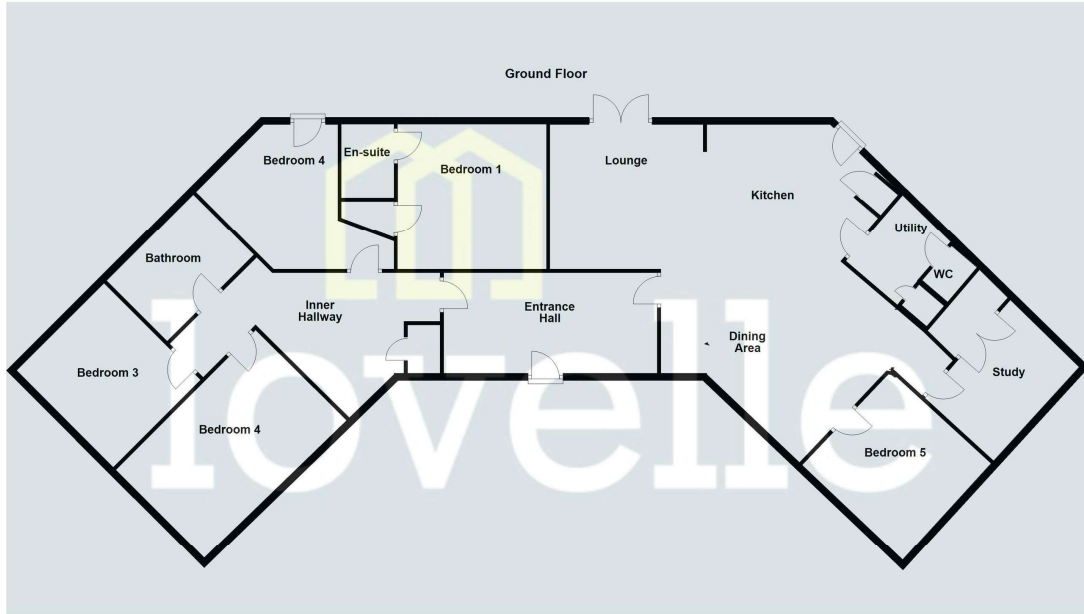 Ground Floor
Bedroom 4
En-suite
Bedroom 1
Lounge
Kitchen
Utility
WC
Bathroom
Inner
Hallway
Entrance
Hall
Dining
Area
Study
Bedroom 3
Bedroom 4
Bedroom 5
lovelle